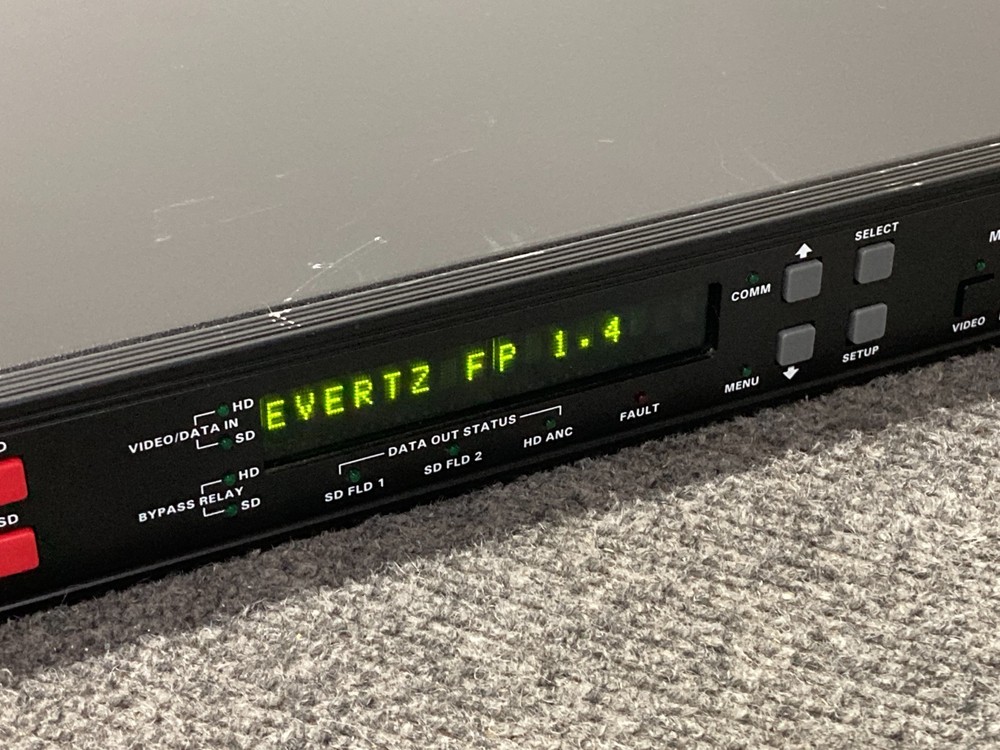 EVERTZ FP 1.4
VIDEO/DATA IN
HD
SD
BYPASS RELAY
HD
SD
DATA OUT STATUS
SD FLD 1
SD FLD 2
HD ANC
FAULT
COMM
MENU
SELECT
SETUP
VIDEO
SD